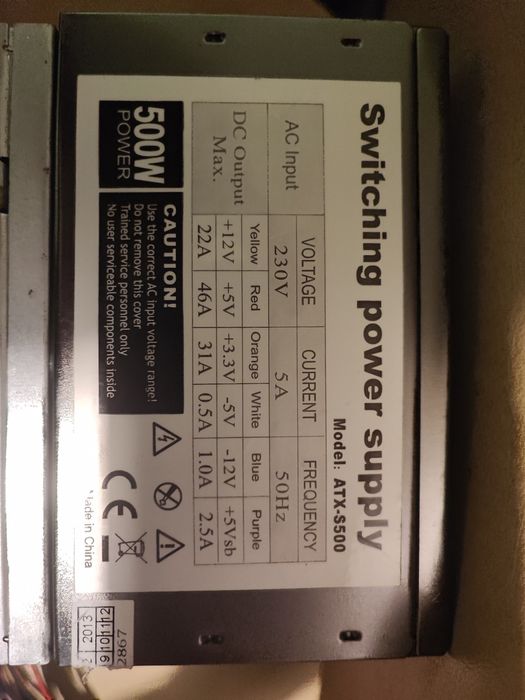 Switching power supply
Model: ATX-S500
VOLTAGE CURRENT FREQUENCY
AC Input 230V 5A 50Hz
DC Output Max. Yellow Red Orange White Blue Purple
+12V +5V +3.3V -5V -12V +5Vsb
22A 46A 31A 0.5A 1.0A 2.5A
500W
POWER
CAUTION!
Use the correct AC input voltage range!
Do not remove this cover
Trained service personnel only
No user serviceable components inside
CE
Made in China
2867
9 10 11 12
2013